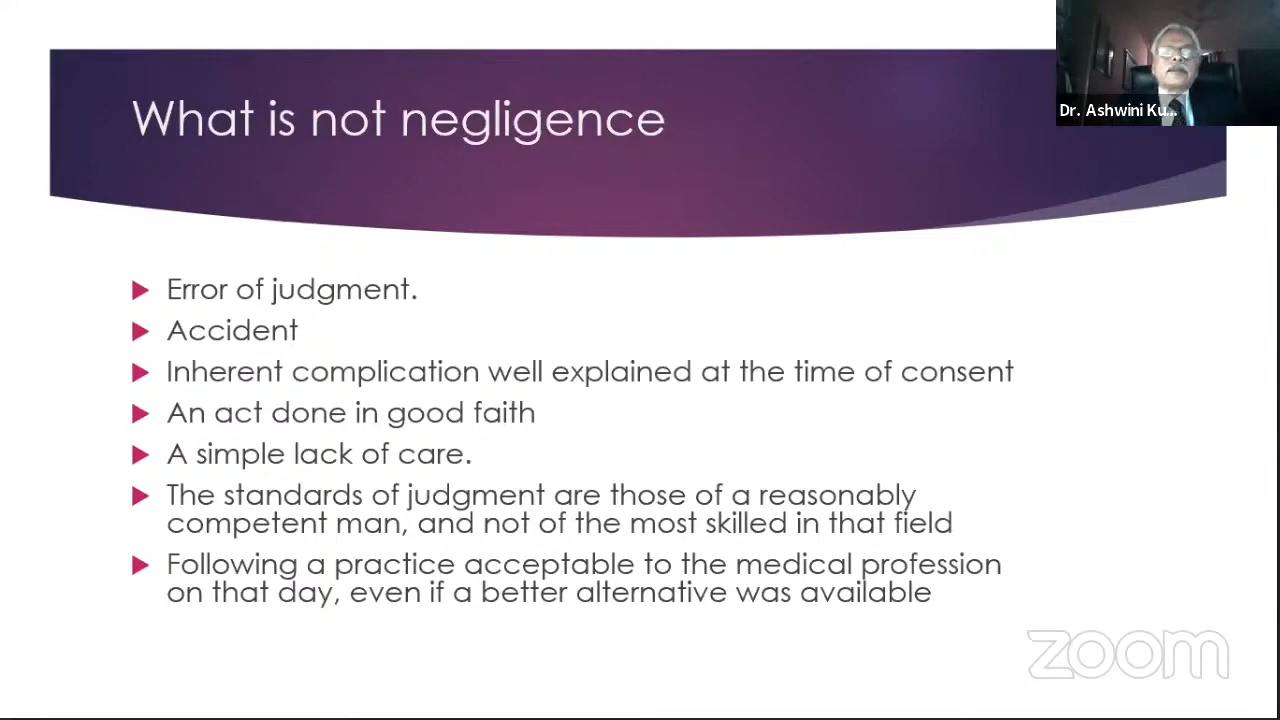 What is not negligence
Dr. Ashwini Ku...
Error of judgment.
Accident
Inherent complication well explained at the time of consent
An act done in good faith
A simple lack of care.
The standards of judgment are those of a reasonably
competent man, and not of the most skilled in that field
Following a practice acceptable to the medical profession
on that day, even if a better alternative was available
zoom